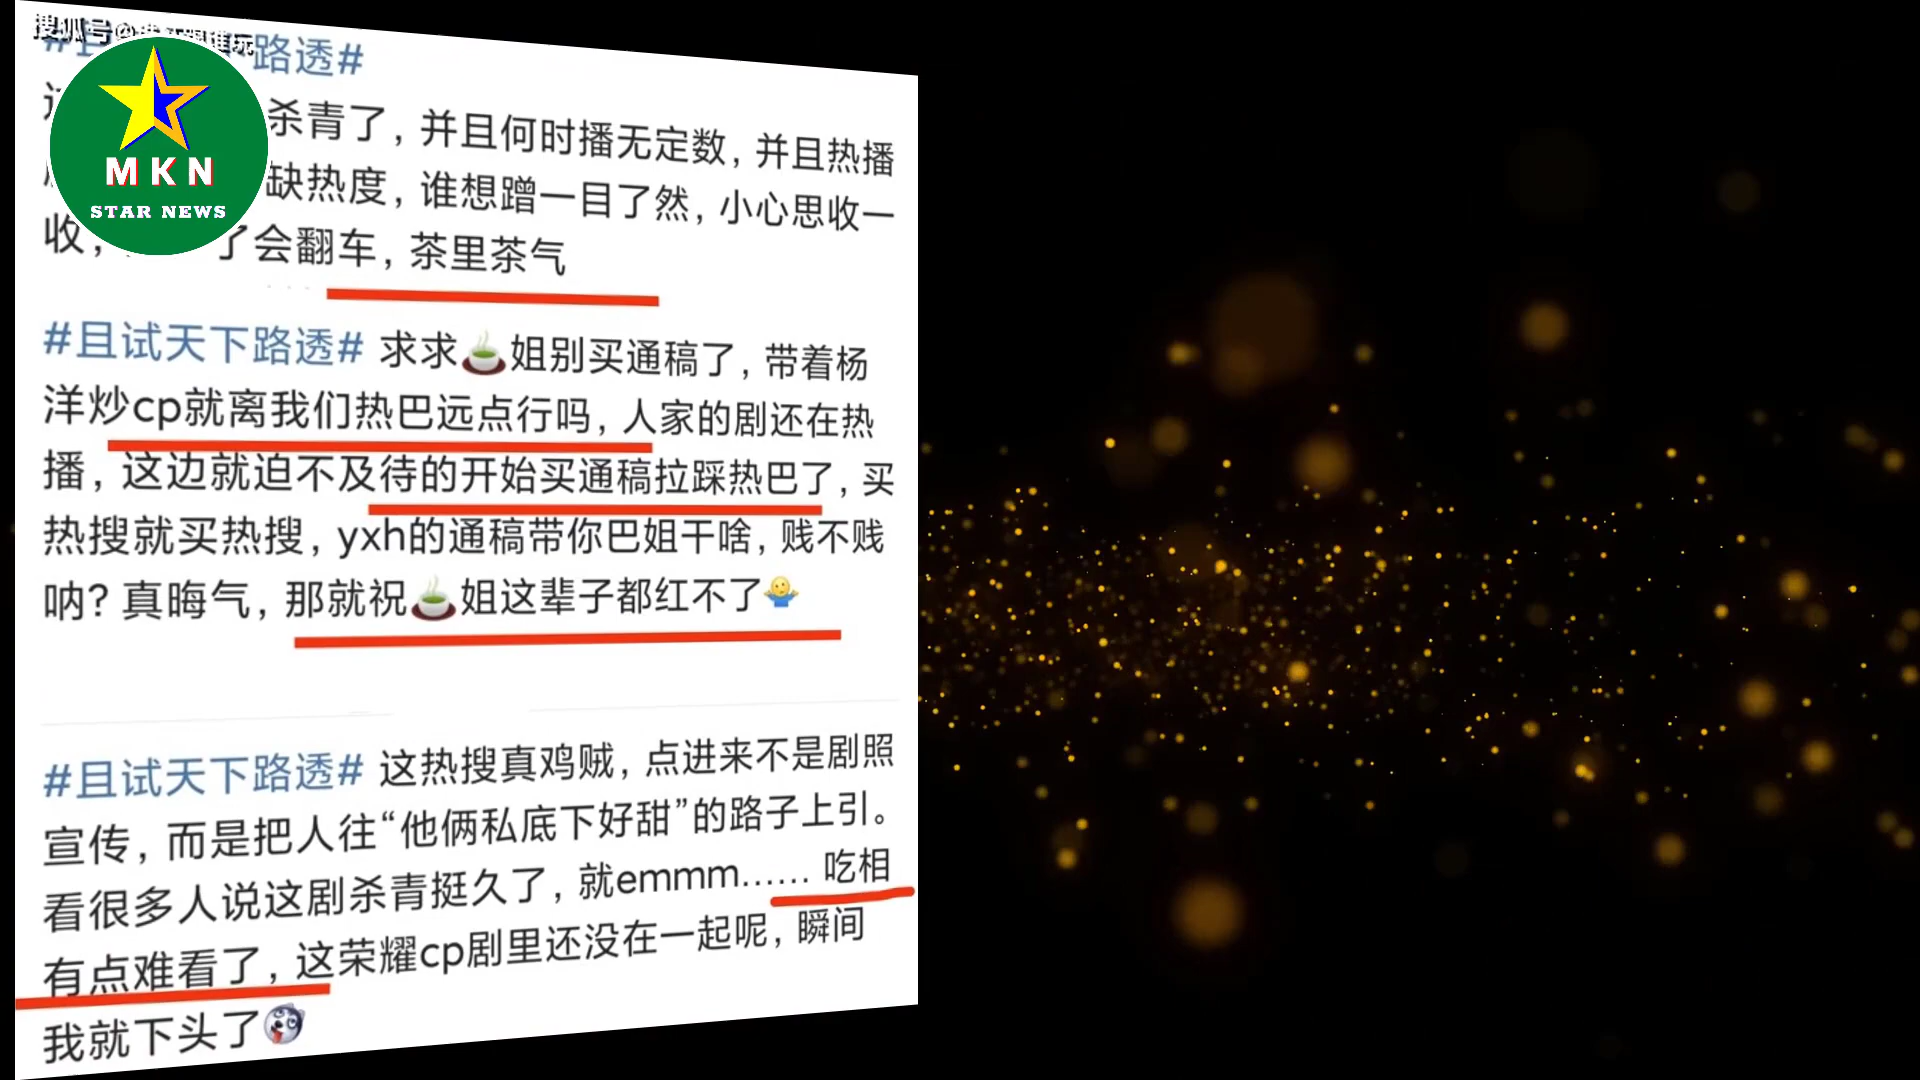 搜狐号@
路透#
杀青了，并且何时播无定数，并且热播
缺热度，谁想蹭一目了然，小心思收一
收，了会翻车，茶里茶气
MKN
STAR NEWS
#且试天下路透# 求求🍵姐别买通稿了，带着杨
洋炒cp就离我们热巴远点行吗，人家的剧还在热
播，这边就迫不及待的开始买通稿拉踩热巴了，买
热搜就买热搜，yxh的通稿带你巴姐干啥，贱不贱
呐？真晦气，那就祝🍵姐这辈子都红不了🤷
#且试天下路透# 这热搜真鸡贼，点进来不是剧照
宣传，而是把人往“他俩私底下好甜”的路子上引。
看很多人说这剧杀青挺久了，就emmm…… 吃相
有点难看了，这荣耀cp剧里还没在一起呢，瞬间
我就下头了